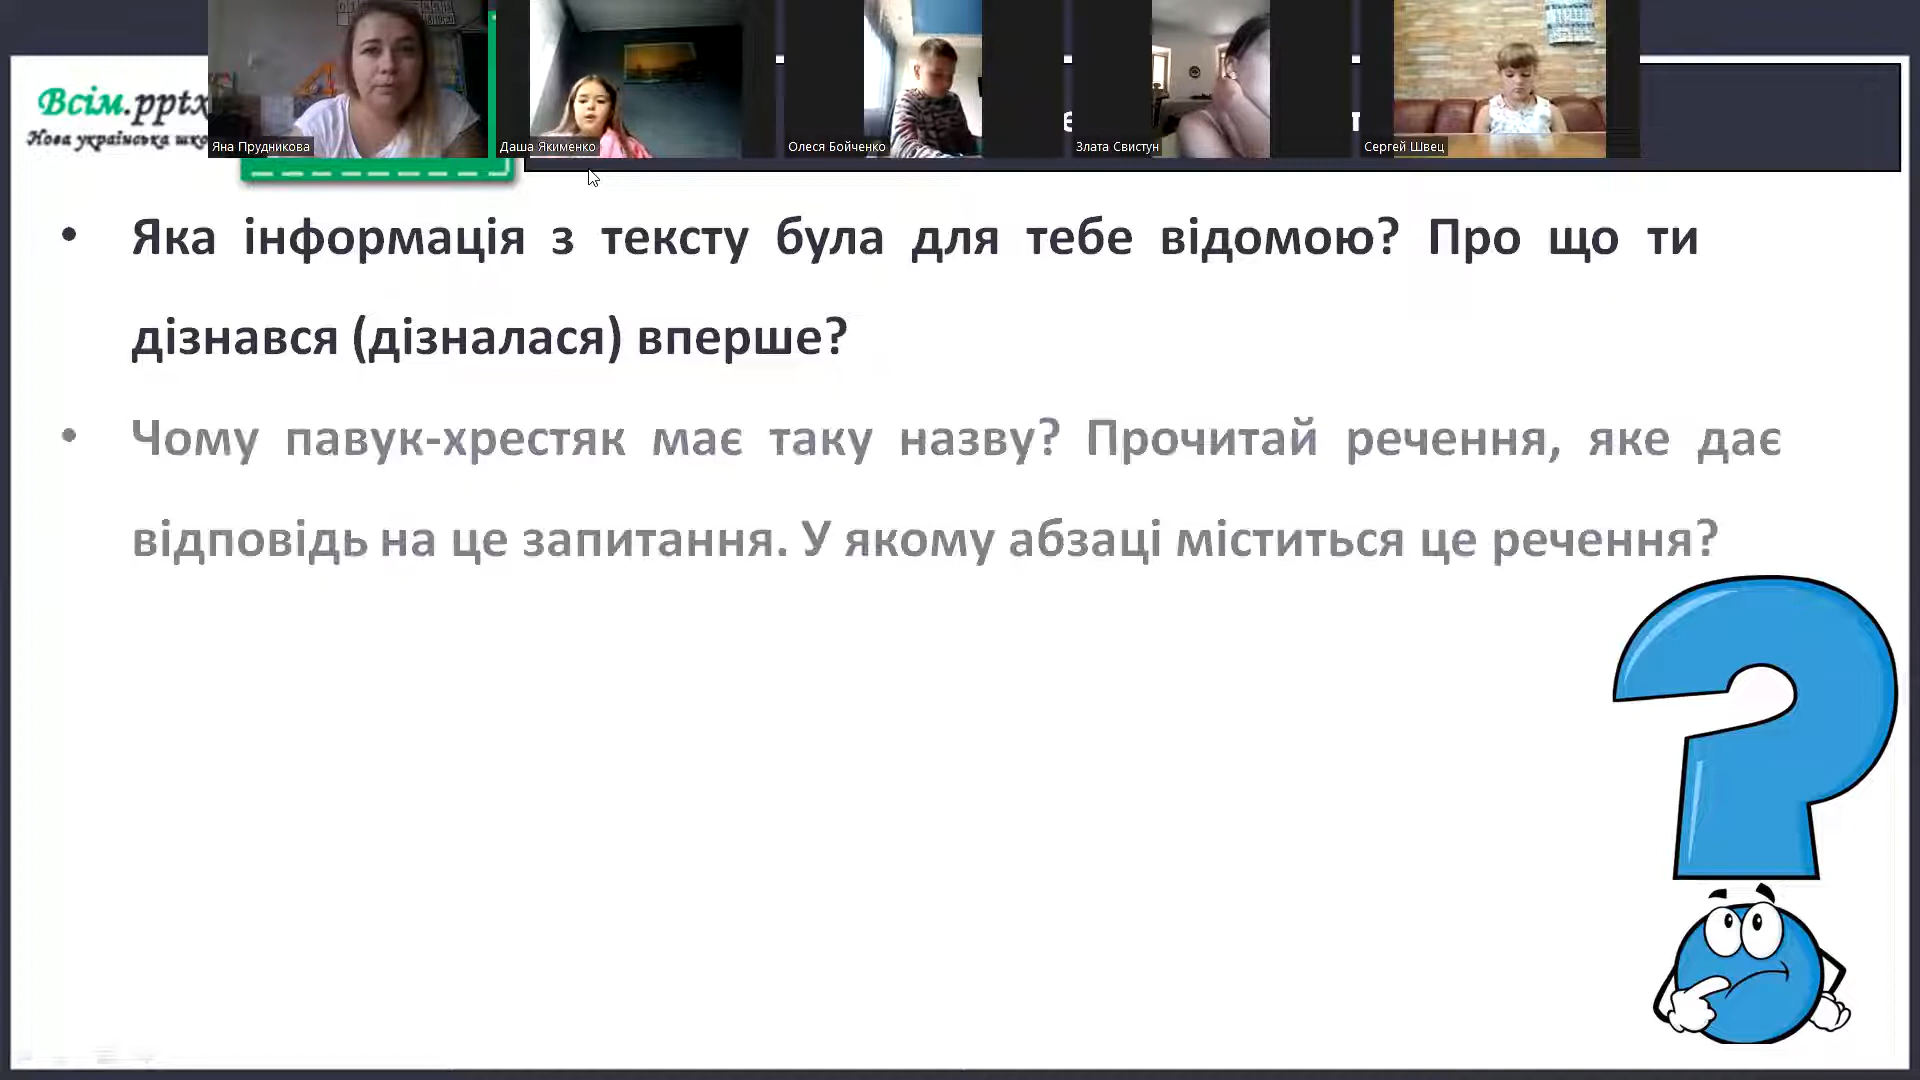 Всім.pptx
Нова українська шко
Яна Прудникова
Даша Якименко
Олеся Бойченко
Злата Свистун
Сергей Швец
• Яка інформація з тексту була для тебе відомою? Про що ти
дізнався (дізналася) вперше?
• Чому павук-хрестяк має таку назву? Прочитай речення, яке дає
відповідь на це запитання. У якому абзаці міститься це речення?